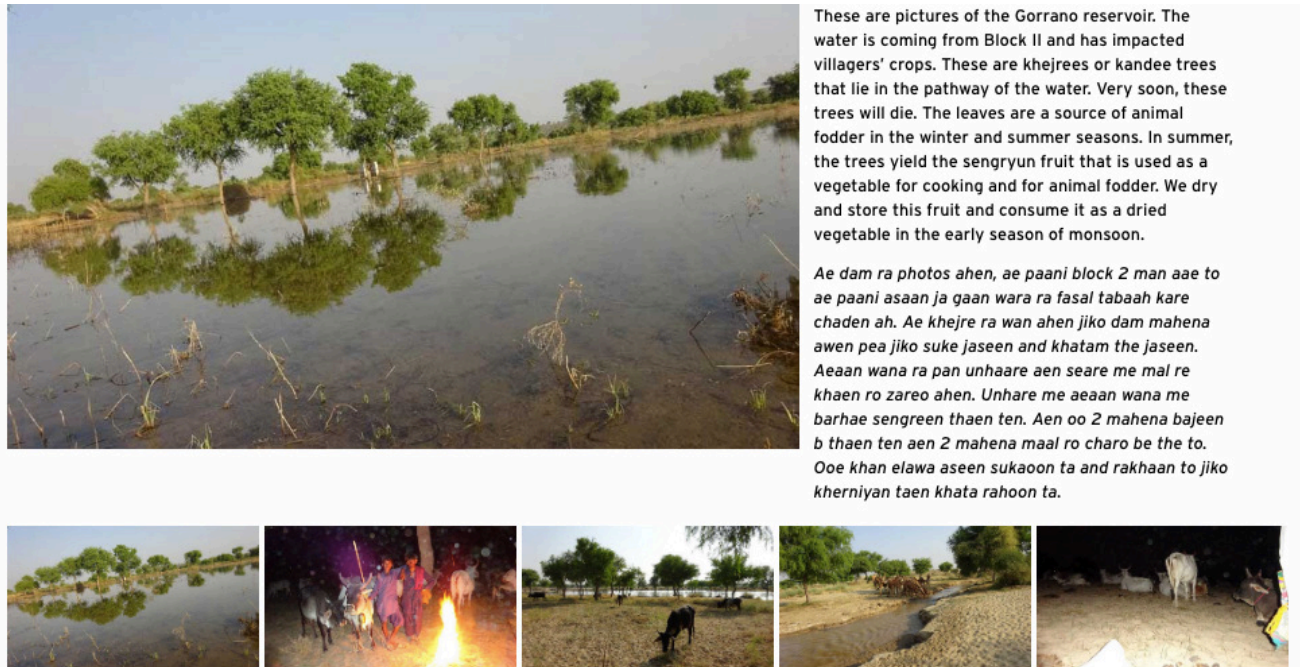 These are pictures of the Gorrano reservoir. The
water is coming from Block II and has impacted
villagers' crops. These are khejrees or kandee trees
that lie in the pathway of the water. Very soon, these
trees will die. The leaves are a source of animal
fodder in the winter and summer seasons. In summer,
the trees yield the sengryun fruit that is used as a
vegetable for cooking and for animal fodder. We dry
and store this fruit and consume it as a dried
vegetable in the early season of monsoon.
Ae dam ra photos ahen, ae paani block 2 man aae to
ae paani asaan ja gaan wara ra fasal tabaah kare
chaden ah. Ae khejre ra wan ahen jiko dam mahena
awen pea jiko suke jaseen and khatam the jaseen.
Aeaan wana ra pan unhaare aen seare me mal re
khaen ro zareo ahen. Unhare me aeaan wana me
barhae sengreen thaen ten. Aen oo 2 mahena bajeen
b thaen ten aen 2 mahena maal ro charo be the to.
Ooe khan elawa aseen sukaoon ta and rakhaan to jiko
kherniyan taen khata rahoon ta.